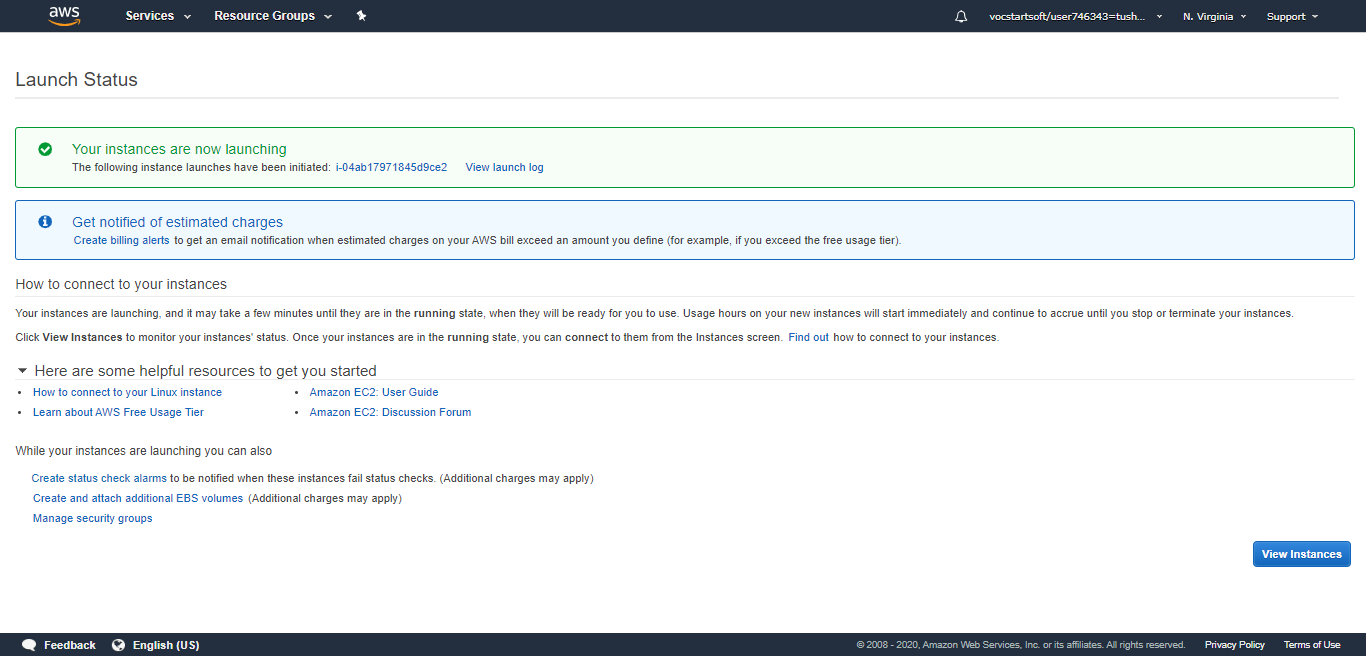 aws Services Resource Groups vocstartsoft/user746343=tush... N. Virginia Support
Launch Status
Your instances are now launching
The following instance launches have been initiated: i-04ab17971845d9ce2 View launch log
Get notified of estimated charges
Create billing alerts to get an email notification when estimated charges on your AWS bill exceed an amount you define (for example, if you exceed the free usage tier).
How to connect to your instances
Your instances are launching, and it may take a few minutes until they are in the running state, when they will be ready for you to use. Usage hours on your new instances will start immediately and continue to accrue until you stop or terminate your instances.
Click View Instances to monitor your instances' status. Once your instances are in the running state, you can connect to them from the Instances screen. Find out how to connect to your instances.
Here are some helpful resources to get you started
• How to connect to your Linux instance • Amazon EC2: User Guide
• Learn about AWS Free Usage Tier • Amazon EC2: Discussion Forum
While your instances are launching you can also
Create status check alarms to be notified when these instances fail status checks. (Additional charges may apply)
Create and attach additional EBS volumes (Additional charges may apply)
Manage security groups
View Instances
Feedback English (US) © 2008 - 2020, Amazon Web Services, Inc. or its affiliates. All rights reserved. Privacy Policy Terms of Use